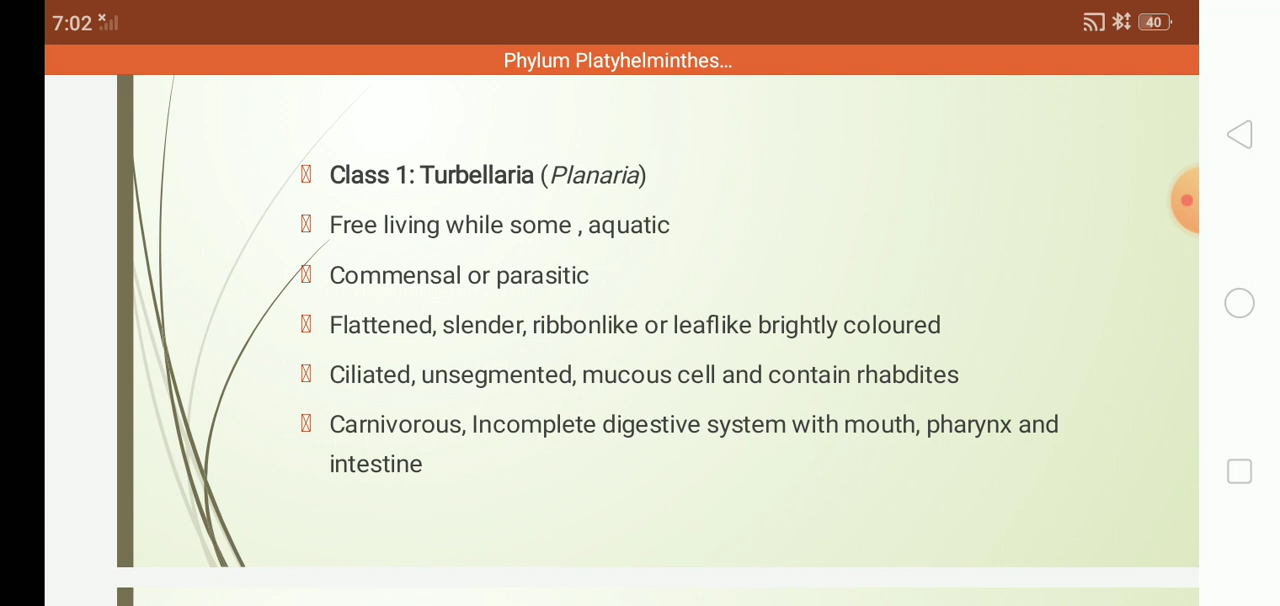 7:02
40
Phylum Platyhelminthes...
Class 1: Turbellaria (Planaria)
Free living while some , aquatic
Commensal or parasitic
Flattened, slender, ribbonlike or leaflike brightly coloured
Ciliated, unsegmented, mucous cell and contain rhabdites
Carnivorous, Incomplete digestive system with mouth, pharynx and
intestine